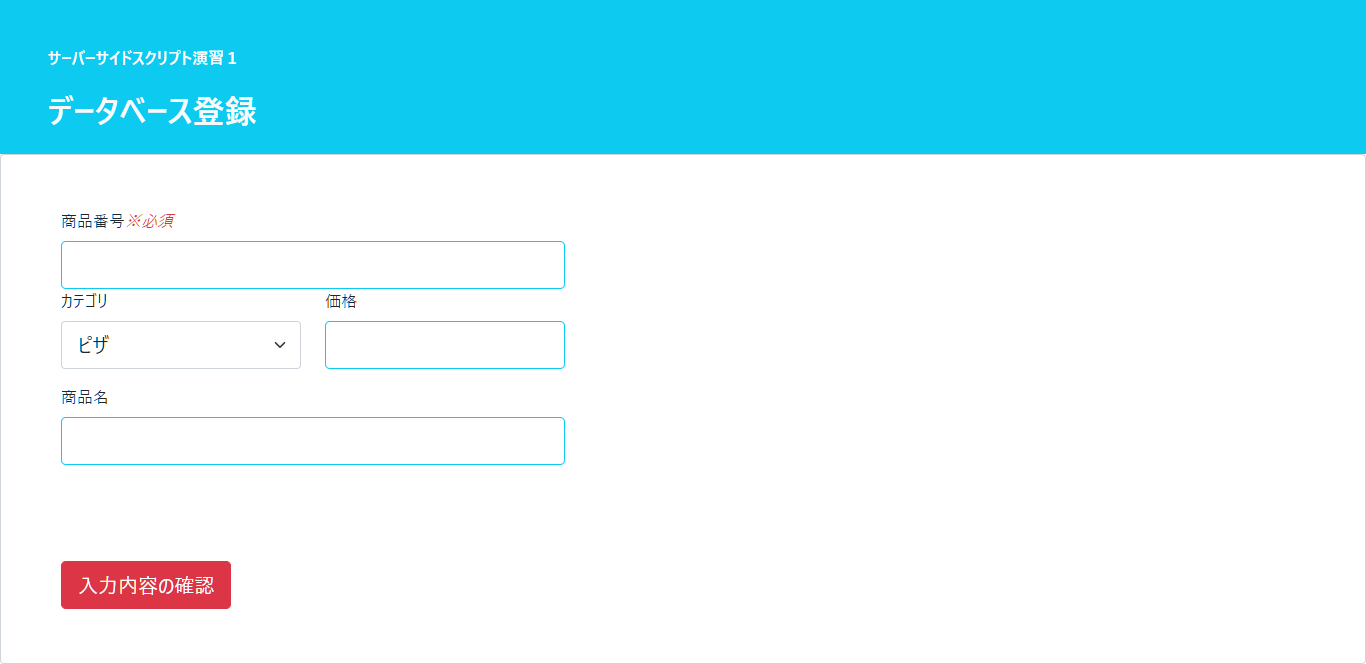 サーバーサイドスクリプト演習１
データベース登録
商品番号※必須
カテゴリ 価格
ピザ
商品名
入力内容の確認